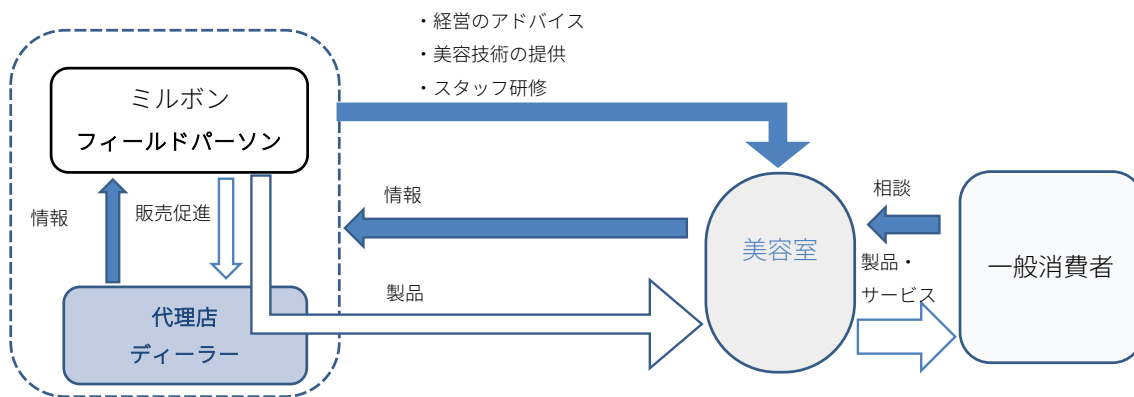 ・経営のアドバイス
・美容技術の提供
・スタッフ研修
ミルボン
フィールドパーソン
情報
販売促進
代理店
ディーラー
情報
製品
美容室
相談
製品・
サービス
一般消費者